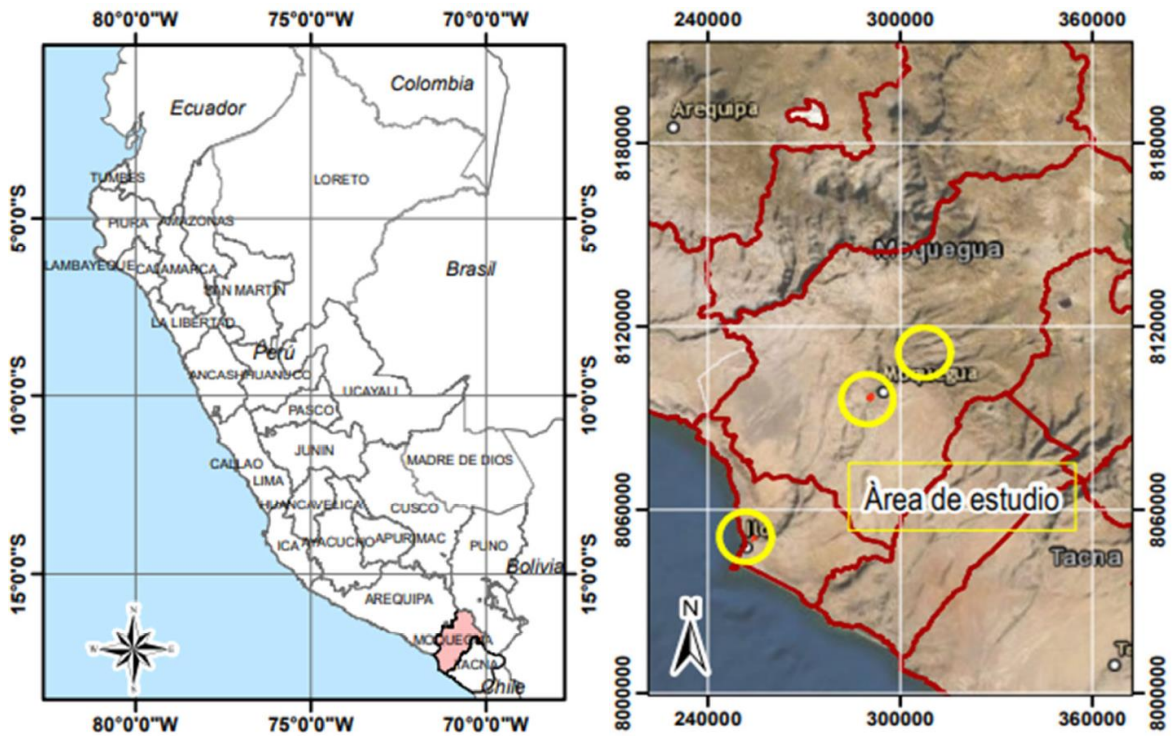 80°0'0"W 75°0'0"W 70°0'0"W
240000 300000 360000
Colombia
Ecuador
TUMBES
LORETO
PIURA
AMAZONAS
LAMBAYEQUE
CAJAMARCA
SAN MARTIN
Brasil
LA LIBERTAD
Perú
ANCASH
HUANUCO
UCAYALI
PASCO
JUNIN
CALLAO
LIMA
MADRE DE DIOS
HUANCAVELICA
CUSCO
ICA
AYACUCHO
APURIMAC
PUNO
Bolivia
AREQUIPA
MOQUEGUA
TACNA
Chile
N
W
E
S
5°0'0"S
10°0'0"S
15°0'0"S
5°0'0"S
10°0'0"S
15°0'0"S
80°0'0"W 75°0'0"W 70°0'0"W
Arequipa
Moquegua
Moquegua
Àrea de estudio
Ilo
Tacna
N
Ta
8180000
8120000
8060000
8000000
8180000
8120000
8060000
8000000
240000 300000 360000